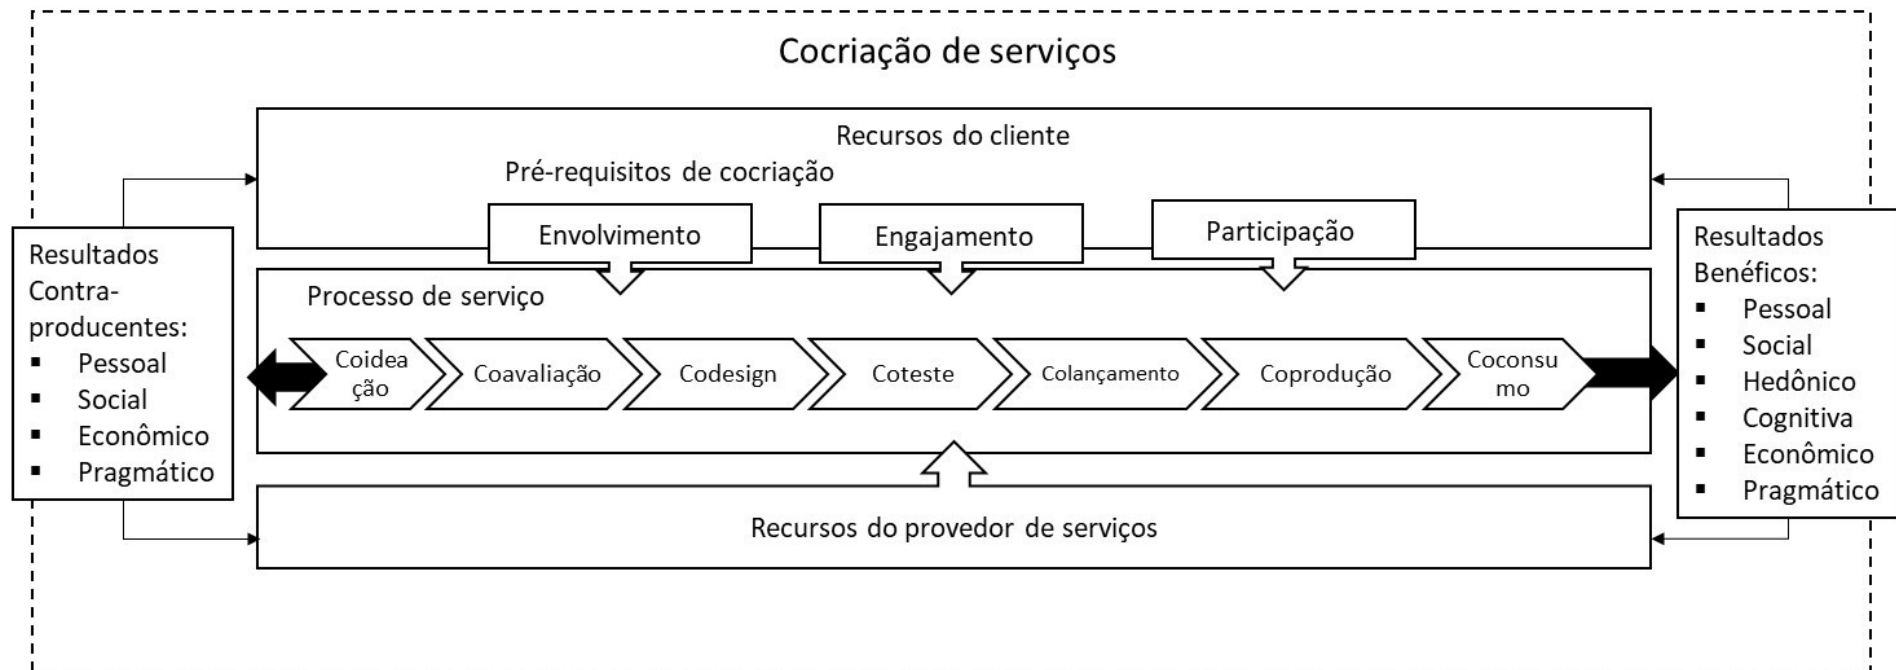 Cocriação de serviços
Recursos do cliente
Pré-requisitos de cocriação
Envolvimento
Engajamento
Participação
Resultados
Contra-
producentes:
▪ Pessoal
▪ Social
▪ Econômico
▪ Pragmático
Processo de serviço
Coidea
ção
Coavaliação
Codesign
Coteste
Colançamento
Coprodução
Coconsu
mo
Resultados
Benéficos:
▪ Pessoal
▪ Social
▪ Hedônico
▪ Cognitiva
▪ Econômico
▪ Pragmático
Recursos do provedor de serviços